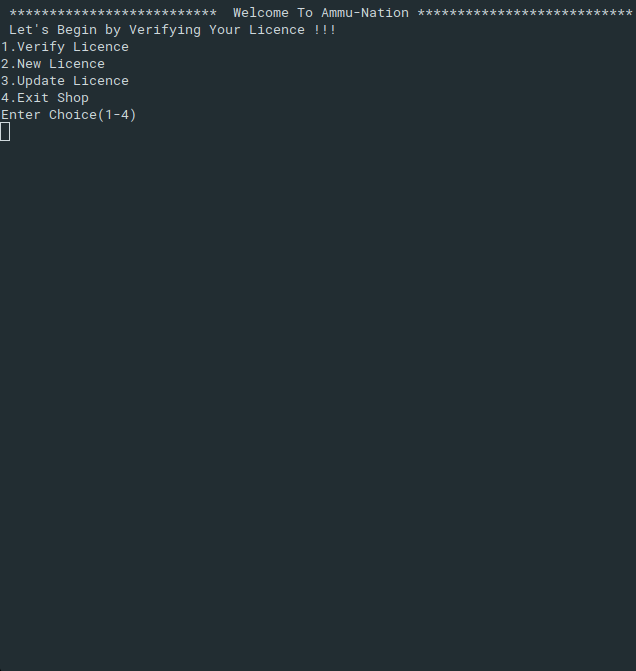 *************************** Welcome To Ammu-Nation ***************************
Let's Begin by Verifying Your Licence !!!
1.Verify Licence
2.New Licence
3.Update Licence
4.Exit Shop
Enter Choice(1-4)